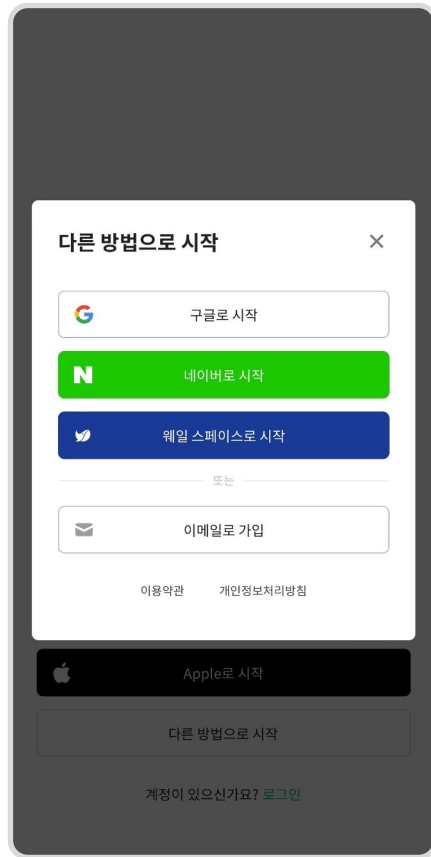 다른 방법으로 시작
구글로 시작
네이버로 시작
웨일 스페이스로 시작
또는
이메일로 가입
이용약관 개인정보처리방침
Apple로 시작
다른 방법으로 시작
계정이 있으신가요? 로그인